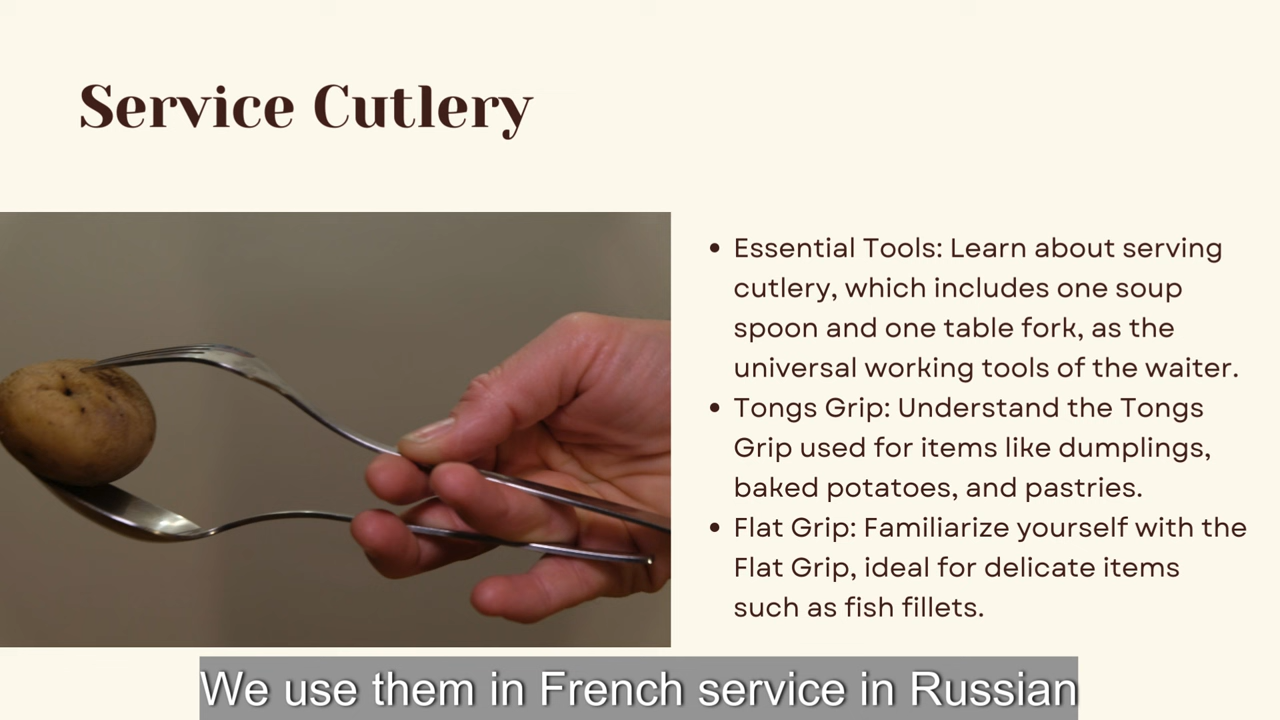 Service Cutlery
• Essential Tools: Learn about serving
cutlery, which includes one soup
spoon and one table fork, as the
universal working tools of the waiter.
• Tongs Grip: Understand the Tongs
Grip used for items like dumplings,
baked potatoes, and pastries.
• Flat Grip: Familiarize yourself with the
Flat Grip, ideal for delicate items
such as fish fillets.
We use them in French service in Russian